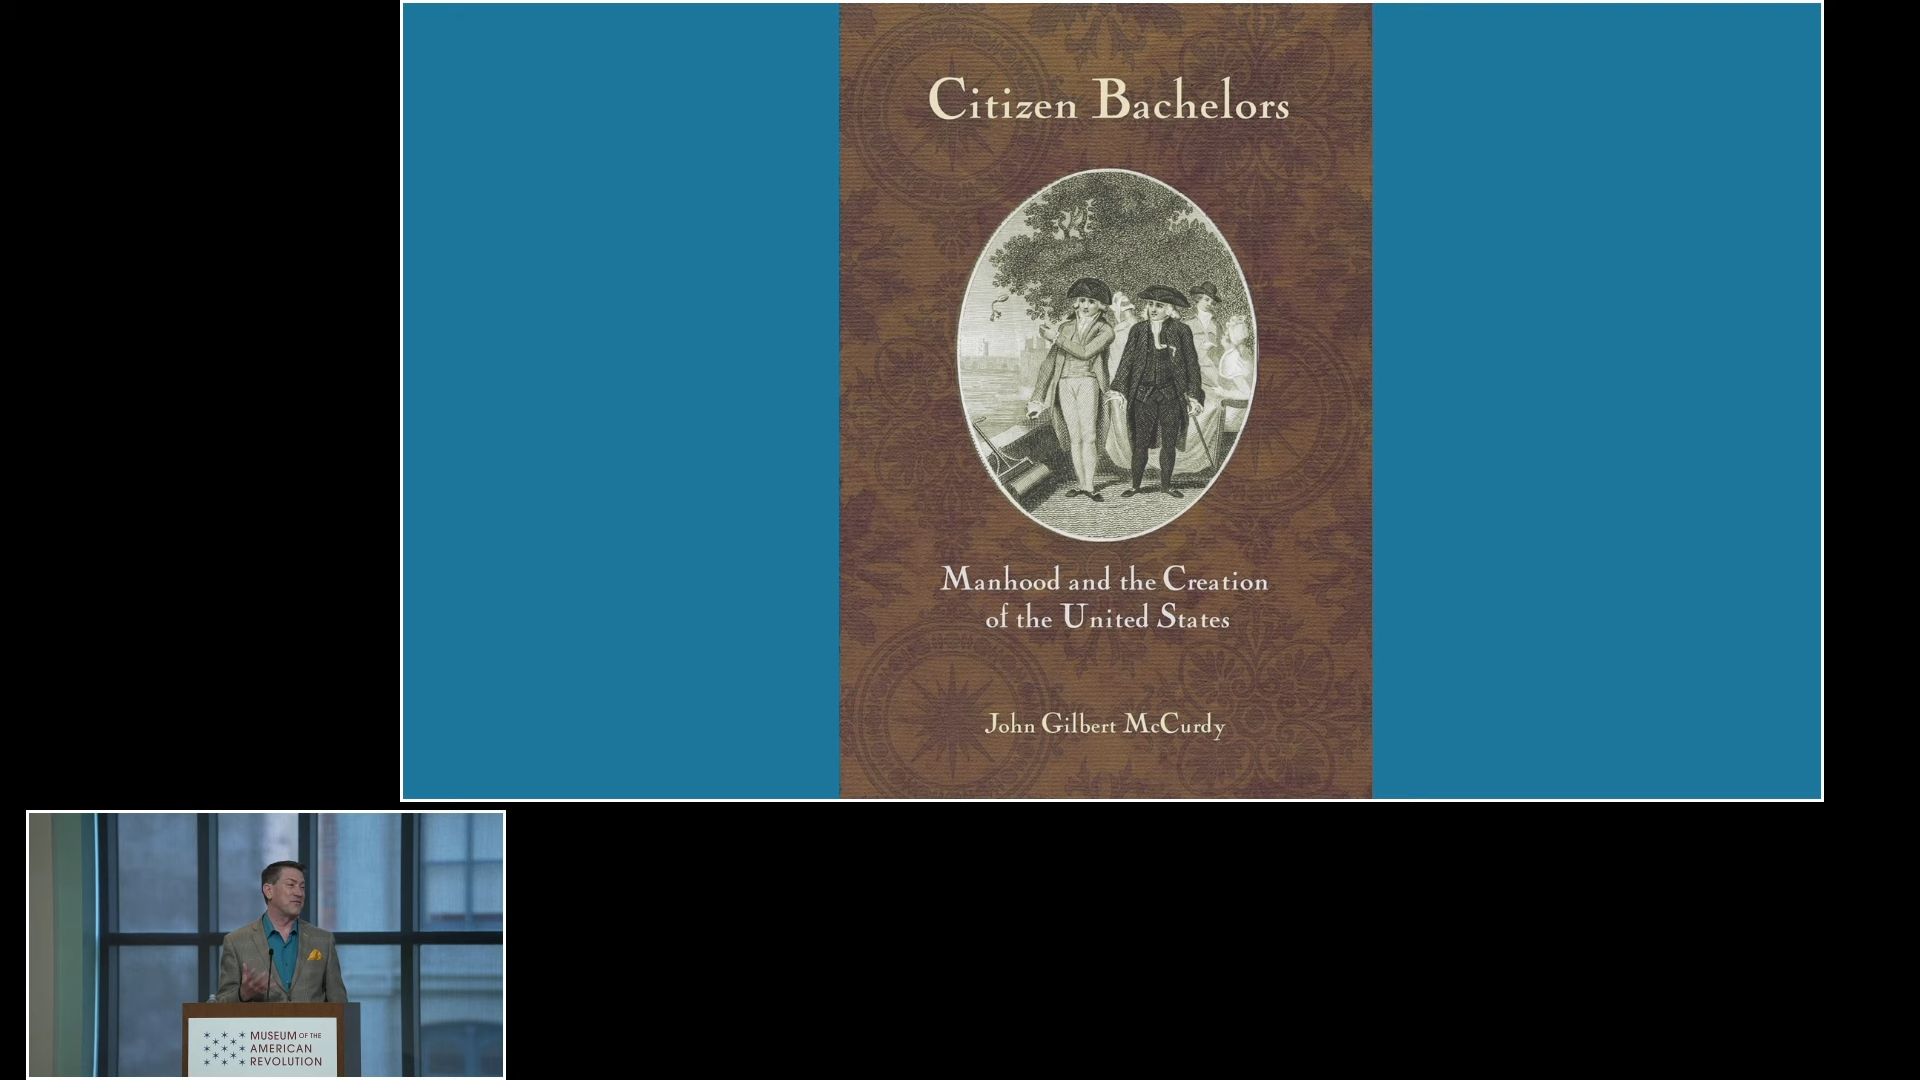 Citizen Bachelors
Manhood and the Creation
of the United States
John Gilbert McCurdy
MUSEUM OF THE
AMERICAN
REVOLUTION